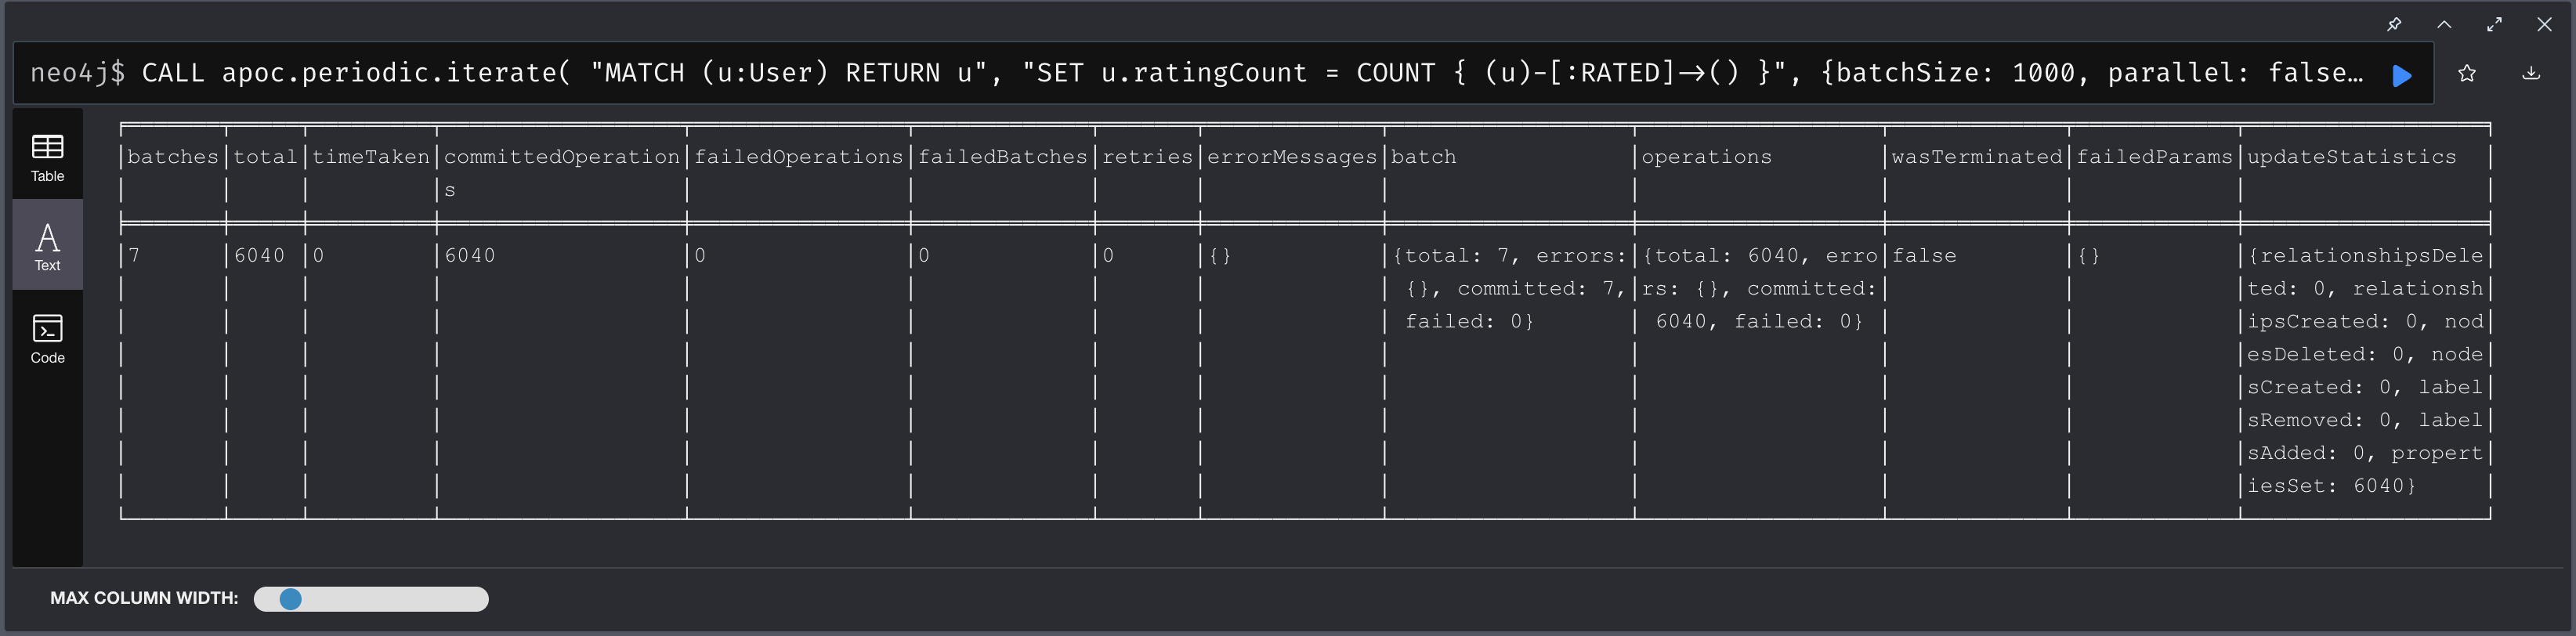 neo4j$ CALL apoc.periodic.iterate( "MATCH (u:User) RETURN u", "SET u.ratingCount = COUNT { (u)-[:RATED]->() }", {batchSize: 1000, parallel: false…
Table
Text
Code
|batches|total|timeTaken|committedOperation|failedOperations|failedBatches|retries|errorMessages|batch |operations |wasTerminated|failedParams|updateStatistics |
| | | |s | | | | | | | | | |
|7 |6040 |0 |6040 |0 |0 |0 |{} |{total: 7, errors:|{total: 6040, erro|false |{} |{relationshipsDele|
| | | | | | | | | {}, committed: 7,|rs: {}, committed:| | |ted: 0, relationsh|
| | | | | | | | | failed: 0} | 6040, failed: 0} | | |ipsCreated: 0, nod|
| | | | | | | | | | | | |esDeleted: 0, node|
| | | | | | | | | | | | |sCreated: 0, label|
| | | | | | | | | | | | |sRemoved: 0, label|
| | | | | | | | | | | | |sAdded: 0, propert|
| | | | | | | | | | | | |iesSet: 6040} |
MAX COLUMN WIDTH: